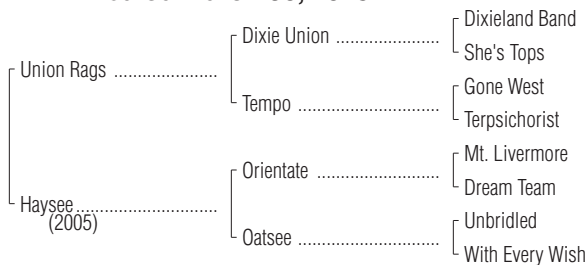 Dixieland Band
Dixie Union
She's Tops
Union Rags
Gone West
Tempo
Terpsichorist
Mt. Livermore
Orientate
Dream Team
Haysee
(2005)
Unbridled
Oatsee
With Every Wish